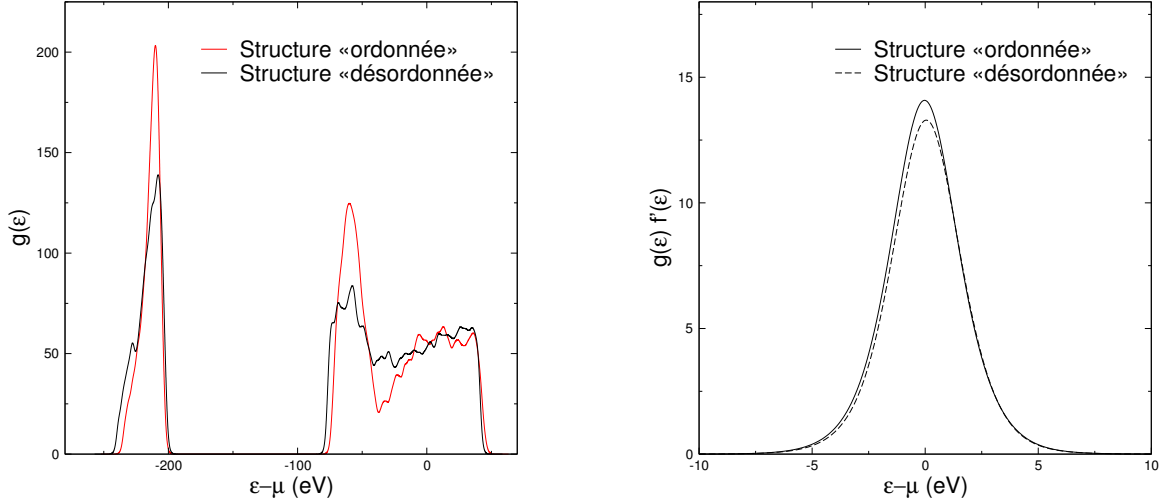 Structure «ordonnée»
Structure «désordonnée»
200
150
100
50
0
g(ε)
-200
-100
0
ε−μ (eV)
Structure «ordonnée»
Structure «désordonnée»
15
10
5
0
g(ε) f'(ε)
-10
-5
0
5
10
ε−μ (eV)